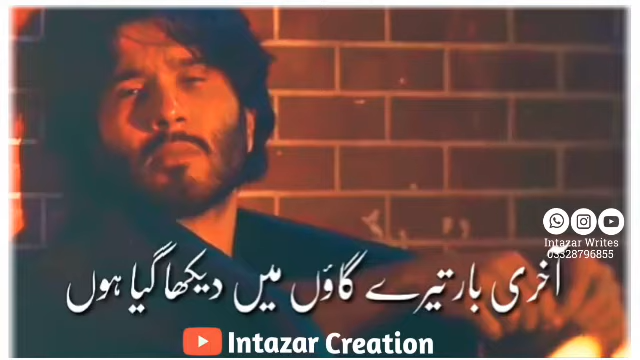 Intazar Writes
03328796855
آخری بار تیرے گاؤں میں دیکھا گیا ہوں
Intazar Creation